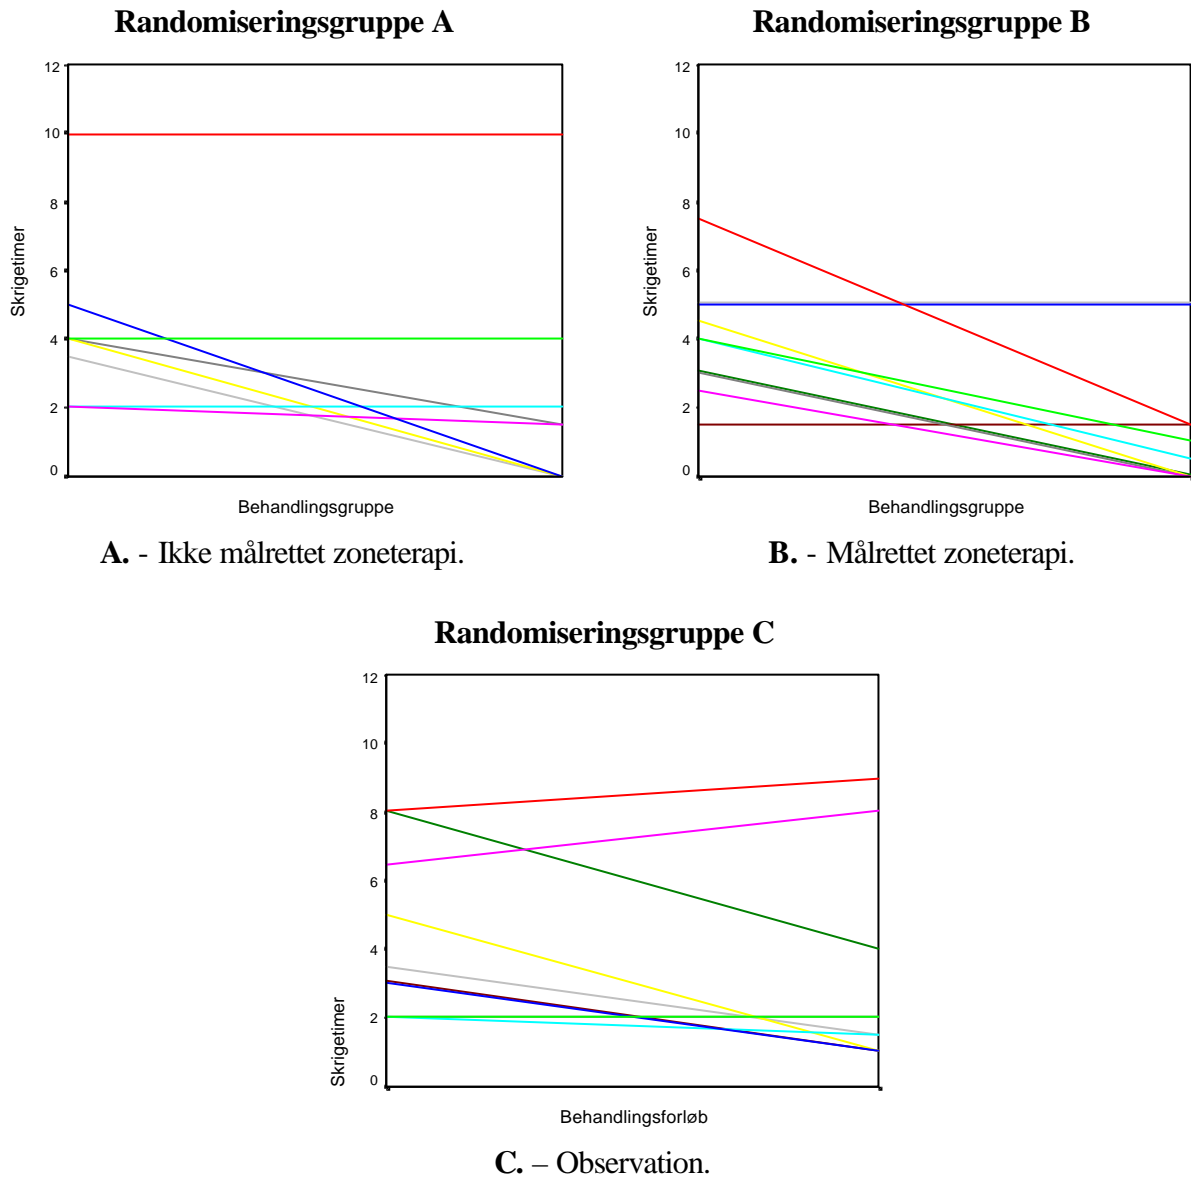 Randomiseringsgruppe A
12
10
8
6
4
2
0
Skrigetimer
Behandlingsgruppe
A. - Ikke målrettet zoneterapi.
Randomiseringsgruppe B
12
10
8
6
4
2
0
Skrigetimer
Behandlingsgruppe
B. - Målrettet zoneterapi.
Randomiseringsgruppe C
12
10
8
6
4
2
0
Skrigetimer
Behandlingsforløb
C. – Observation.